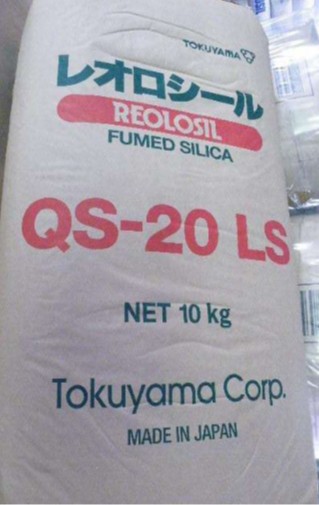 TOKUYAMA
レオロシール
REOLOSIL
FUMED SILICA
QS-20 LS
NET 10 kg
Tokuyama Corp.
MADE IN JAPAN